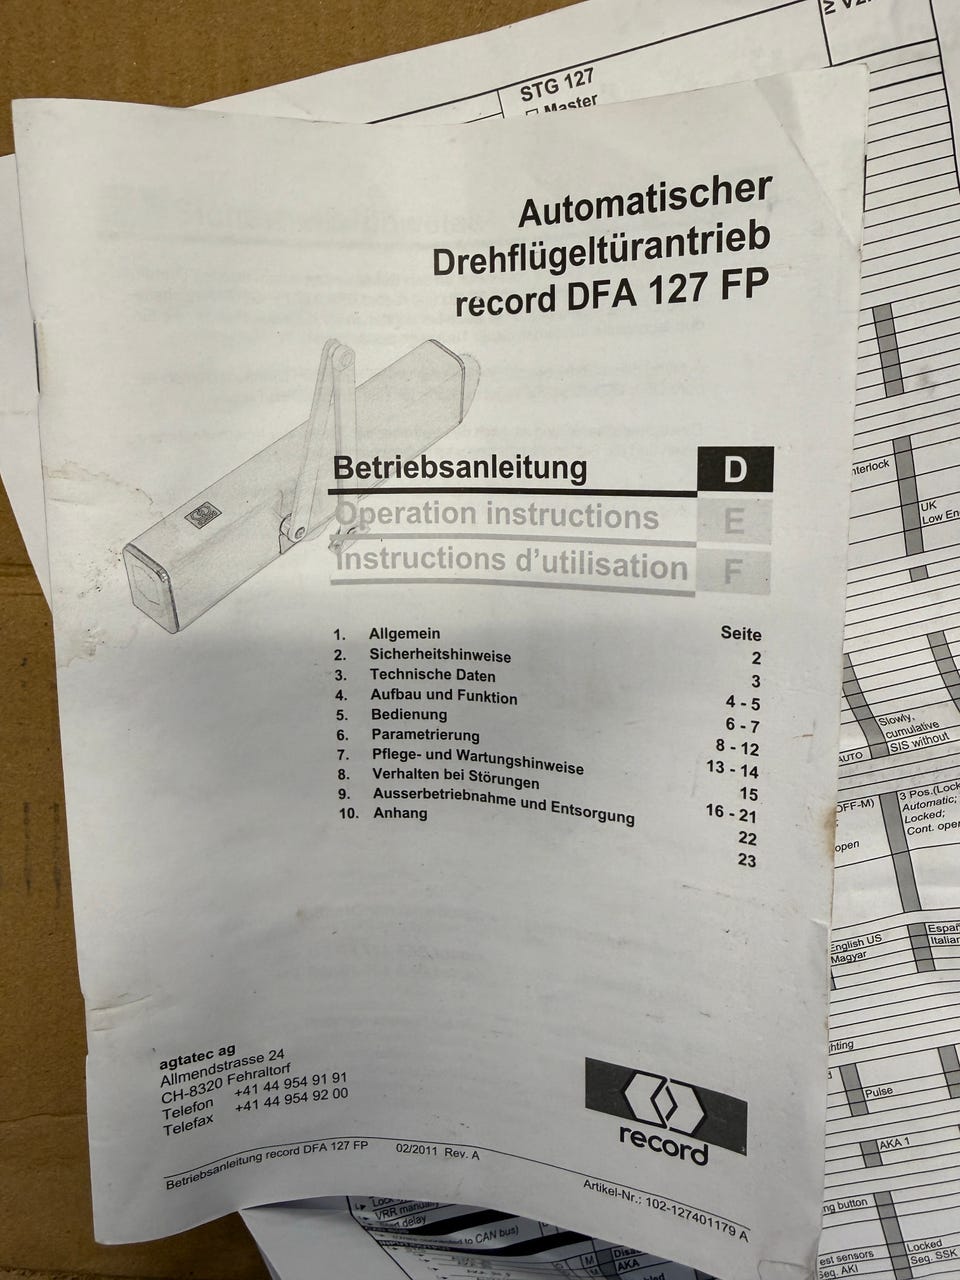 ≥
STG 127
Master
Automatischer
Drehflügeltürantrieb
record DFA 127 FP
Betriebsanleitung D
Operation instructions E
Instructions d'utilisation F
Seite
1. Allgemein 2
2. Sicherheitshinweise 3
3. Technische Daten 4 - 5
4. Aufbau und Funktion 6 - 7
5. Bedienung 8 - 12
6. Parametrierung 13 - 14
7. Pflege- und Wartungshinweise 15
8. Verhalten bei Störungen 16 - 21
9. Ausserbetriebnahme und Entsorgung 22
10. Anhang 23
agtatec ag
Allmendstrasse 24
CH-8320 Fehraltorf
Telefon +41 44 954 91 91
Telefax +41 44 954 92 00
record
Betriebsanleitung record DFA 127 FP 02/2011 Rev. A
Artikel-Nr.: 102-127401179 A
nterlock
UK
Low En
Slowly,
cumulative
AUTO
SIS without
OFF-M)
3 Pos.(Lock
Automatic;
Locked;
Cont. oper
open
English US
Magyar
Españ
Italian
hting
Pulse
AKA 1
ng button
est sensors
Seq. AKI
Locked
Seq. SSK
VRR manual
delay
to CAN bus)
M
M
AKA